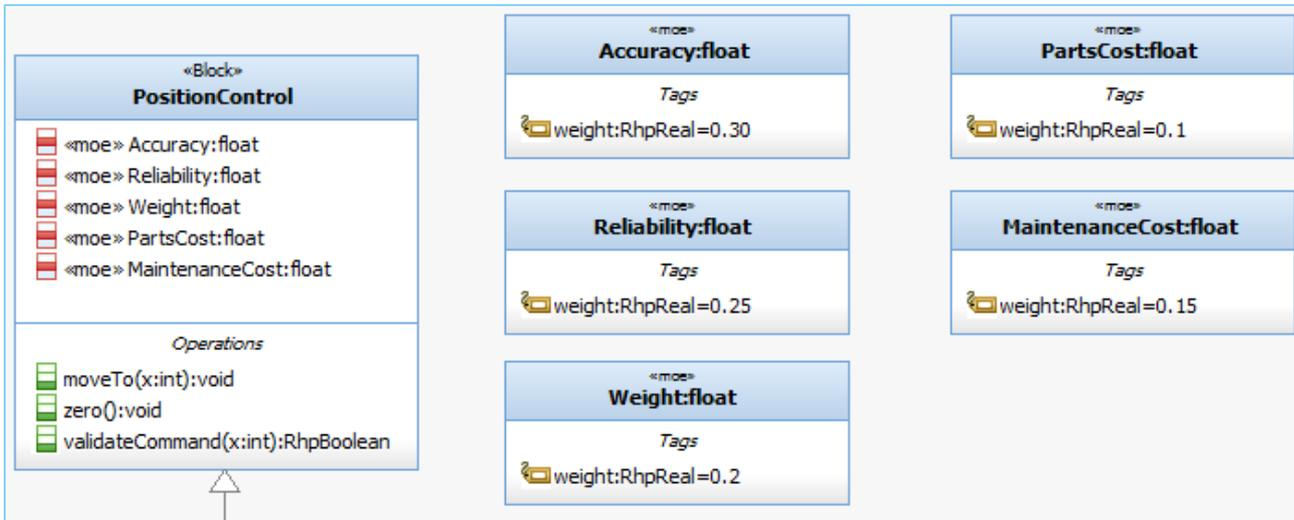 «Block»
PositionControl
«moe» Accuracy:float
«moe» Reliability:float
«moe» Weight:float
«moe» PartsCost:float
«moe» MaintenanceCost:float
Operations
moveTo(x:int):void
zero():void
validateCommand(x:int):RhpBoolean
«moe»
Accuracy:float
Tags
weight:RhpReal=0.30
«moe»
Reliability:float
Tags
weight:RhpReal=0.25
«moe»
Weight:float
Tags
weight:RhpReal=0.2
«moe»
PartsCost:float
Tags
weight:RhpReal=0.1
«moe»
MaintenanceCost:float
Tags
weight:RhpReal=0.15